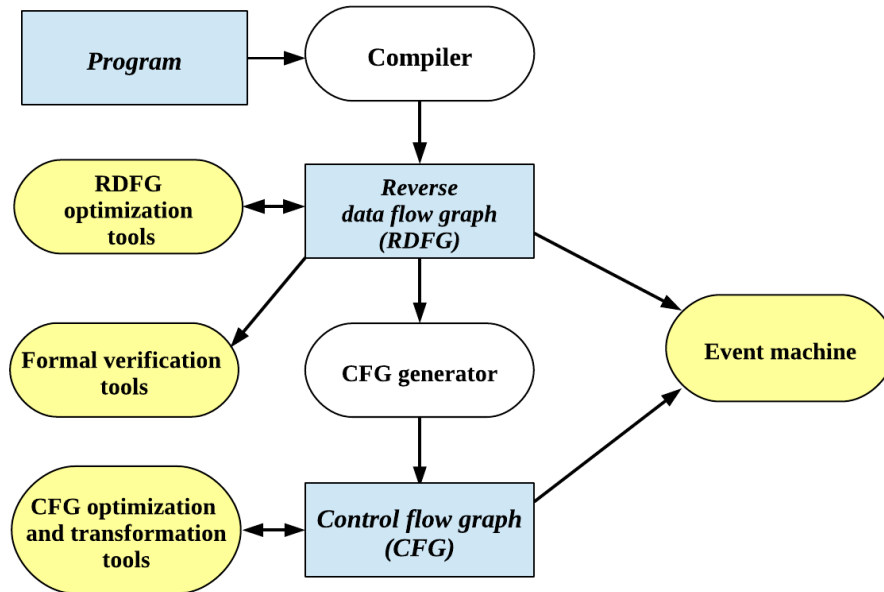 Program
Compiler
RDFG
optimization
tools
Reverse
data flow graph
(RDFG)
Formal verification
tools
CFG generator
Event machine
CFG optimization
and transformation
tools
Control flow graph
(CFG)